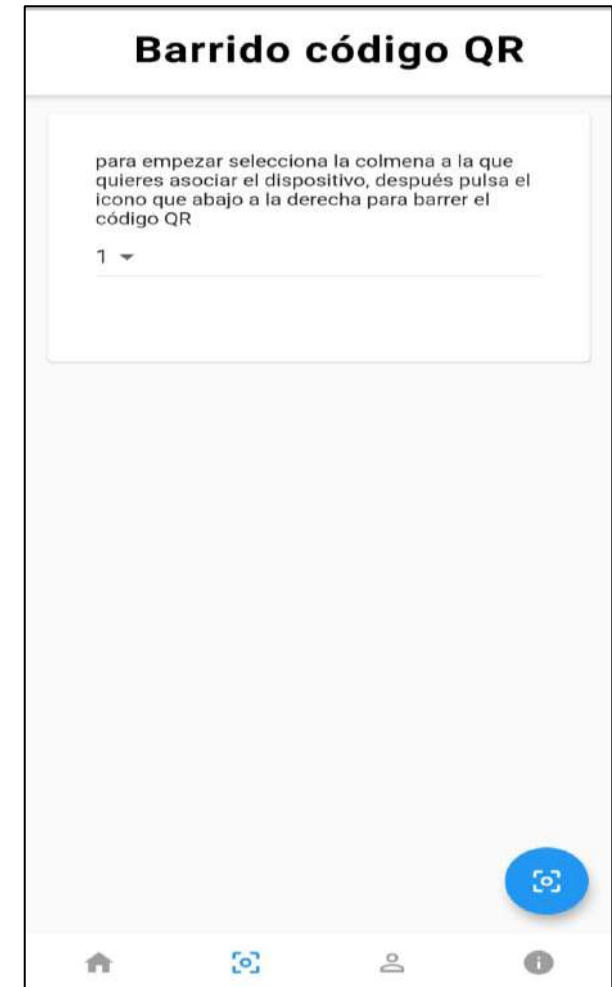 Barrido código QR
para empezar selecciona la colmena a la que
quieres asociar el dispositivo, después pulsa el
icono que abajo a la derecha para barrer el
código QR
1